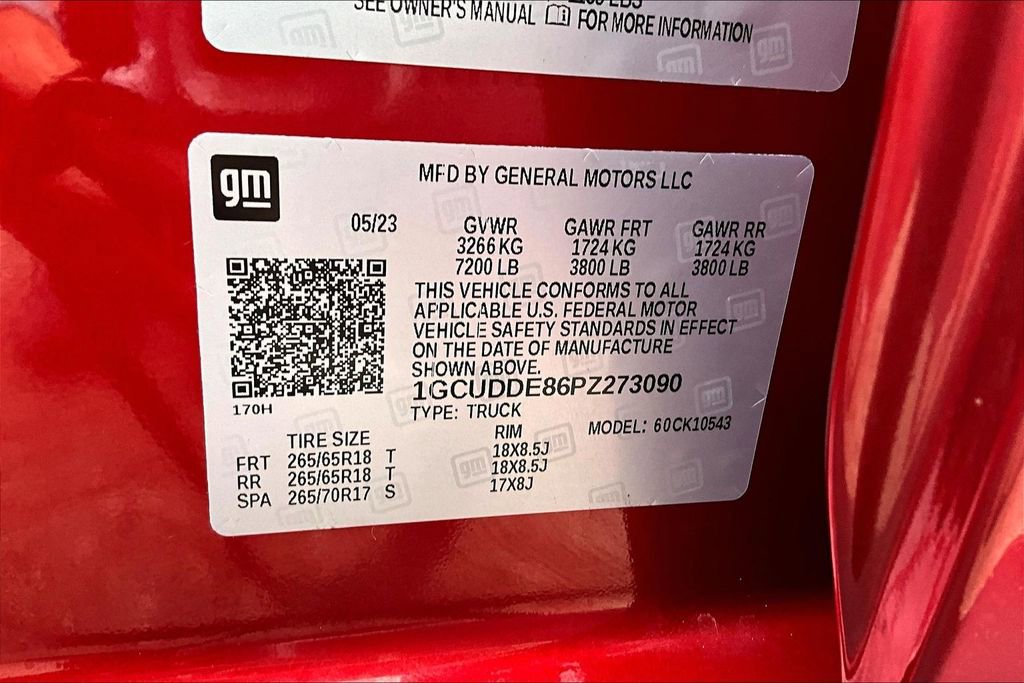 SEE OWNER'S MANUAL FOR MORE INFORMATION
gm
MFD BY GENERAL MOTORS LLC
05/23 GVWR GAWR FRT GAWR RR
3266 KG 1724 KG 1724 KG
7200 LB 3800 LB 3800 LB
THIS VEHICLE CONFORMS TO ALL
APPLICABLE U.S. FEDERAL MOTOR
VEHICLE SAFETY STANDARDS IN EFFECT
ON THE DATE OF MANUFACTURE
SHOWN ABOVE.
1GCUDDE86PZ273090
170H
TYPE: TRUCK
MODEL: 60CK10543
TIRE SIZE RIM
FRT 265/65R18 T 18X8.5J
RR 265/65R18 T 18X8.5J
SPA 265/70R17 S 17X8J